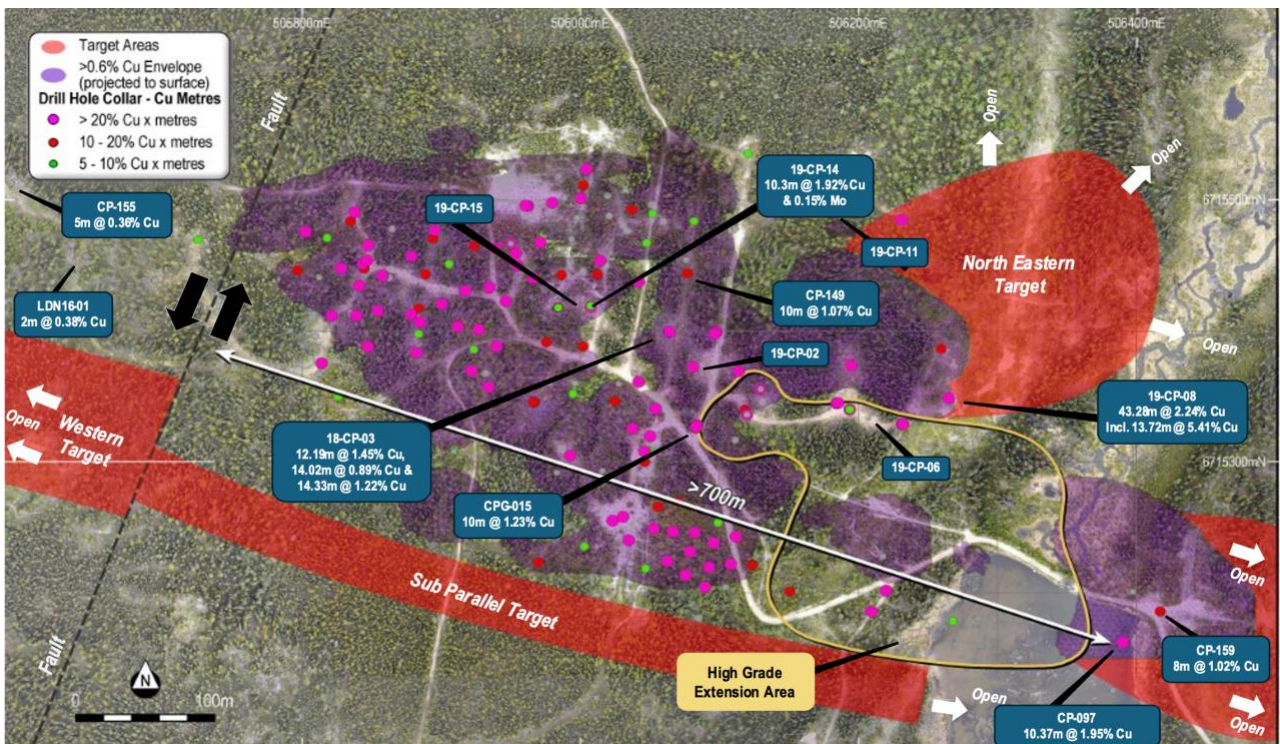 505800mE
506000mE
506200mE
506400mE
Target Areas
>0.6% Cu Envelope
(projected to surface)
Drill Hole Collar - Cu Metres
> 20% Cu x metres
10 - 20% Cu x metres
5 - 10% Cu x metres
Fault
Open
Open
CP-155
5m @ 0.36% Cu
19-CP-15
19-CP-14
10.3m @ 1.92% Cu
& 0.15% Mo
6715500mN
19-CP-11
North Eastern
Target
LDN16-01
2m @ 0.38% Cu
CP-149
10m @ 1.07% Cu
Open
19-CP-02
Open
Western
Target
19-CP-08
43.28m @ 2.24% Cu
Incl. 13.72m @ 5.41% Cu
18-CP-03
12.19m @ 1.45% Cu,
14.02m @ 0.89% Cu &
14.33m @ 1.22% Cu
19-CP-06
6715300mN
>700m
CPG-015
10m @ 1.23% Cu
Open
Sub Parallel Target
Fault
CP-159
8m @ 1.02% Cu
N
High Grade
Extension Area
Open
Open
0
100m
CP-097
10.37m @ 1.95% Cu